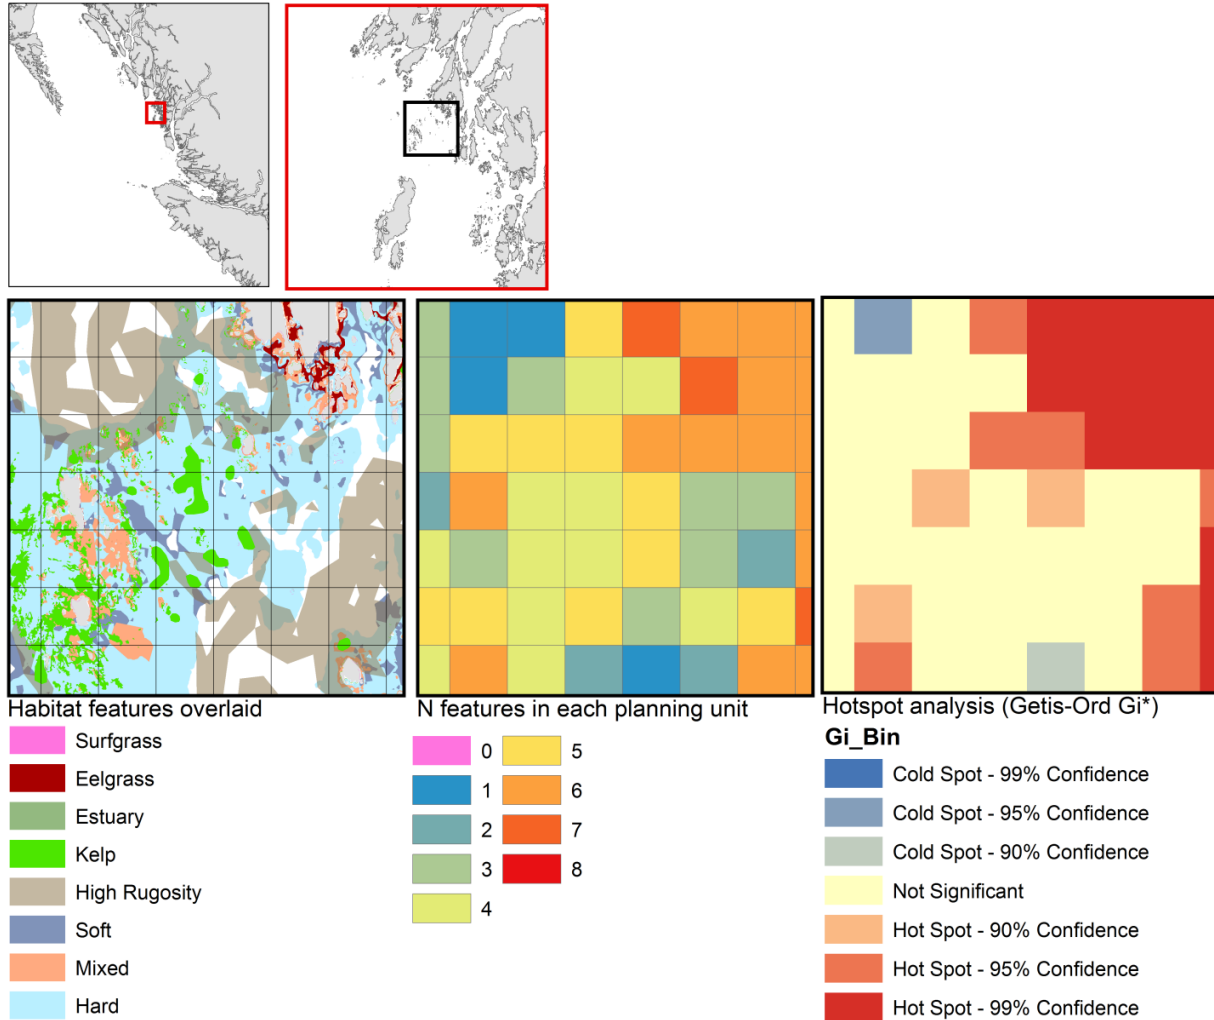 Habitat features overlaid
Surfgrass
Eelgrass
Estuary
Kelp
High Rugosity
Soft
Mixed
Hard
N features in each planning unit
0
1
2
3
4
5
6
7
8
Hotspot analysis (Getis-Ord Gi*)
Gi_Bin
Cold Spot - 99% Confidence
Cold Spot - 95% Confidence
Cold Spot - 90% Confidence
Not Significant
Hot Spot - 90% Confidence
Hot Spot - 95% Confidence
Hot Spot - 99% Confidence